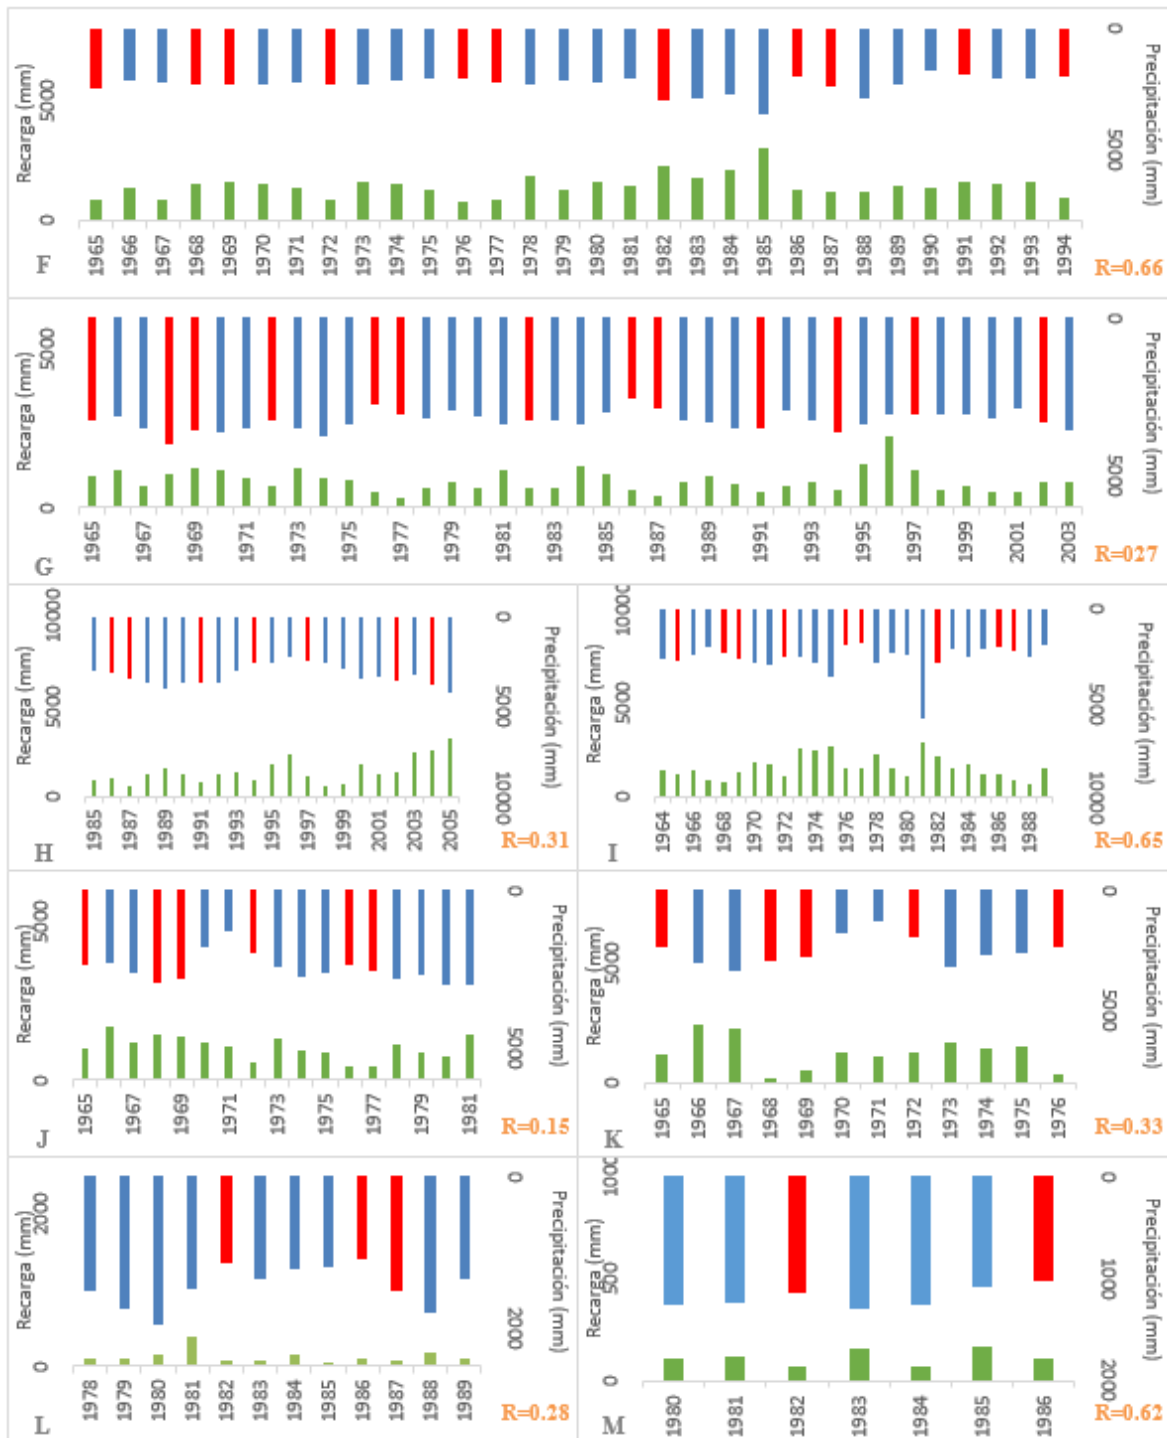 Recarga (mm)
5000
0
Precipitación (mm)
0
5000
1965 1966 1967 1968 1969 1970 1971 1972 1973 1974 1975 1976 1977 1978 1979 1980 1981 1982 1983 1984 1985 1986 1987 1988 1989 1990 1991 1992 1993 1994
F
R=0.66
Recarga (mm)
5000
0
Precipitación (mm)
0
5000
1965 1967 1969 1971 1973 1975 1977 1979 1981 1983 1985 1987 1989 1991 1993 1995 1997 1999 2001 2003
G
R=027
Recarga (mm)
10000
5000
0
Precipitación (mm)
0
5000
10000
1985 1987 1989 1991 1993 1995 1997 1999 2001 2003 2005
H
R=0.31
Recarga (mm)
10000
5000
0
Precipitación (mm)
0
5000
10000
1964 1966 1968 1970 1972 1974 1976 1978 1980 1982 1984 1986 1988
I
R=0.65
Recarga (mm)
5000
0
Precipitación (mm)
0
5000
1965 1967 1969 1971 1973 1975 1977 1979 1981
J
R=0.15
Recarga (mm)
5000
0
Precipitación (mm)
0
5000
1965 1966 1967 1968 1969 1970 1971 1972 1973 1974 1975 1976
K
R=0.33
Recarga (mm)
2000
0
Precipitación (mm)
0
2000
1978 1979 1980 1981 1982 1983 1984 1985 1986 1987 1988 1989
L
R=0.28
Recarga (mm)
1000
500
0
Precipitación (mm)
0
1000
2000
1980 1981 1982 1983 1984 1985 1986
M
R=0.62